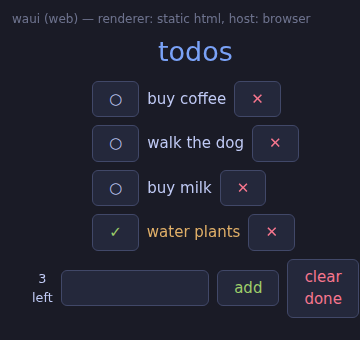 waui (web) — renderer: static html, host: browser
todos
○ buy coffee ✕
○ walk the dog ✕
○ buy milk ✕
✓ water plants ✕
3 left add clear done